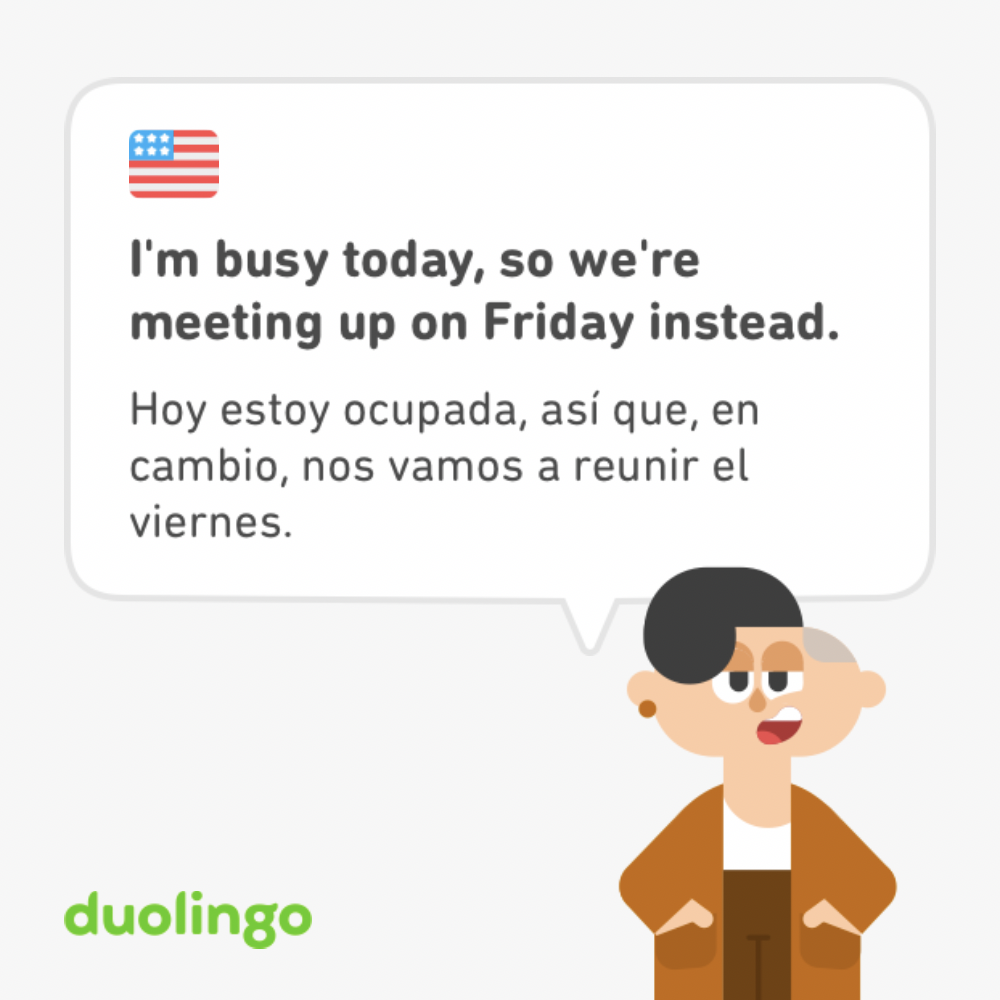 I'm busy today, so we're
meeting up on Friday instead.
Hoy estoy ocupada, así que, en
cambio, nos vamos a reunir el
viernes.
duolingo